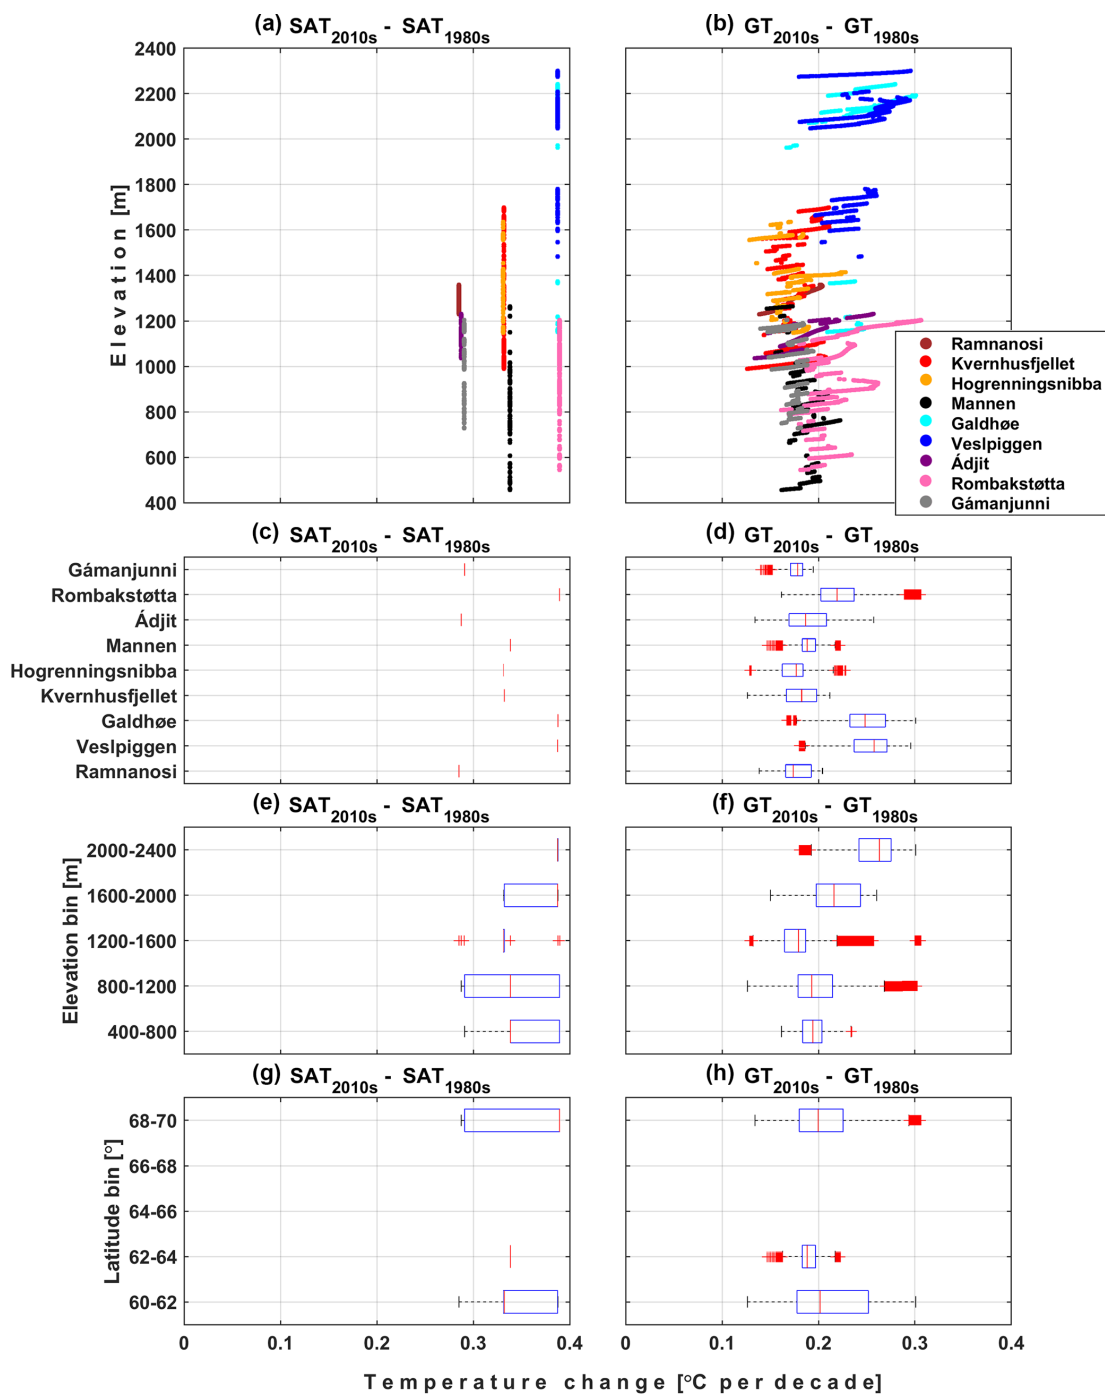 (a) SAT2010s - SAT1980s
(b) GT2010s - GT1980s
2400
2200
2000
1800
1600
1400
1200
1000
800
600
400
Elevation [m]
Ramnanosi
Kvernhusfjellet
Hogrenningsnibba
Mannen
Galdhøe
Veslpiggen
Ádjit
Rombakstøtta
Gámanjunni
(c) SAT2010s - SAT1980s
(d) GT2010s - GT1980s
Gámanjunni
Rombakstøtta
Ádjit
Mannen
Hogrenningsnibba
Kvernhusfjellet
Galdhøe
Veslpiggen
Ramnanosi
(e) SAT2010s - SAT1980s
(f) GT2010s - GT1980s
2000-2400
1600-2000
1200-1600
800-1200
400-800
Elevation bin [m]
(g) SAT2010s - SAT1980s
(h) GT2010s - GT1980s
68-70
66-68
64-66
62-64
60-62
Latitude bin [°]
0 0.1 0.2 0.3 0.4
0 0.1 0.2 0.3 0.4
Temperature change [°C per decade]